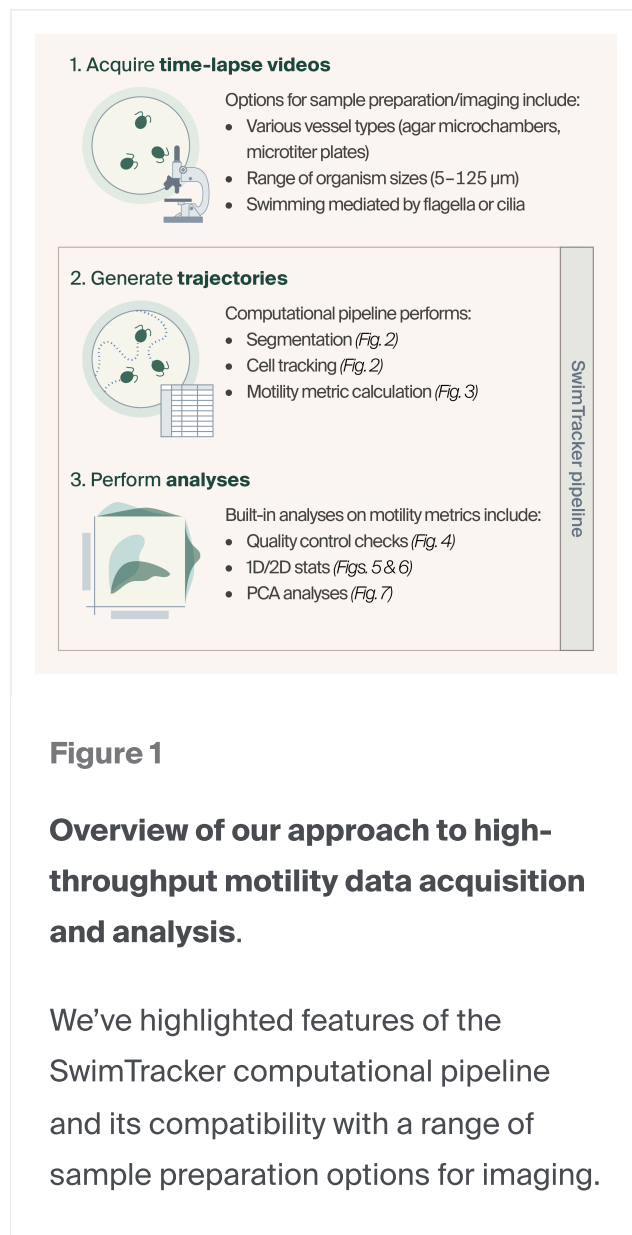 1. Acquire time-lapse videos
Options for sample preparation/imaging include:
• Various vessel types (agar microchambers,
microtiter plates)
• Range of organism sizes (5–125 µm)
• Swimming mediated by flagella or cilia
2. Generate trajectories
Computational pipeline performs:
• Segmentation (Fig. 2)
• Cell tracking (Fig. 2)
• Motility metric calculation (Fig. 3)
3. Perform analyses
Built-in analyses on motility metrics include:
• Quality control checks (Fig. 4)
• 1D/2D stats (Figs. 5 & 6)
• PCA analyses (Fig. 7)
SwimTracker pipeline
Figure 1
Overview of our approach to high-
throughput motility data acquisition
and analysis.
We’ve highlighted features of the
SwimTracker computational pipeline
and its compatibility with a range of
sample preparation options for imaging.